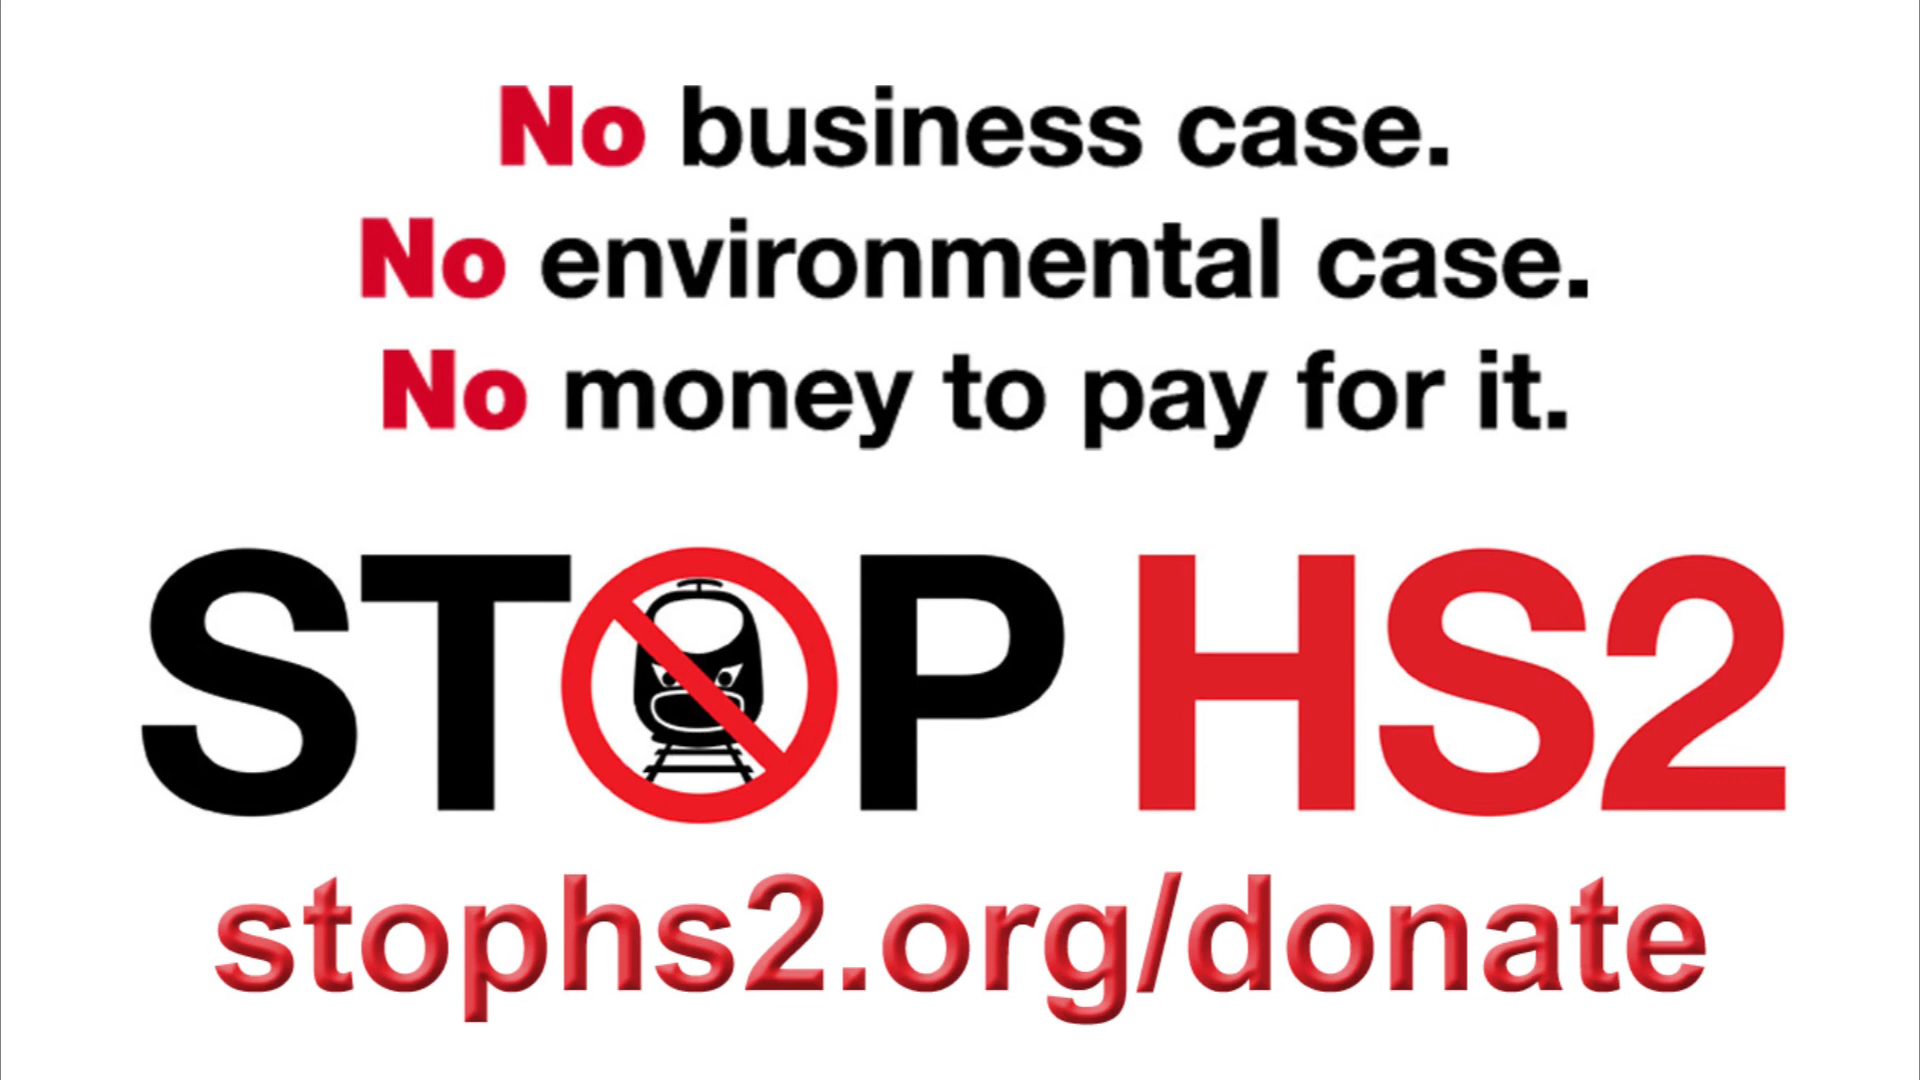 No business case.
No environmental case.
No money to pay for it.
STOP HS2
stophs2.org/donate